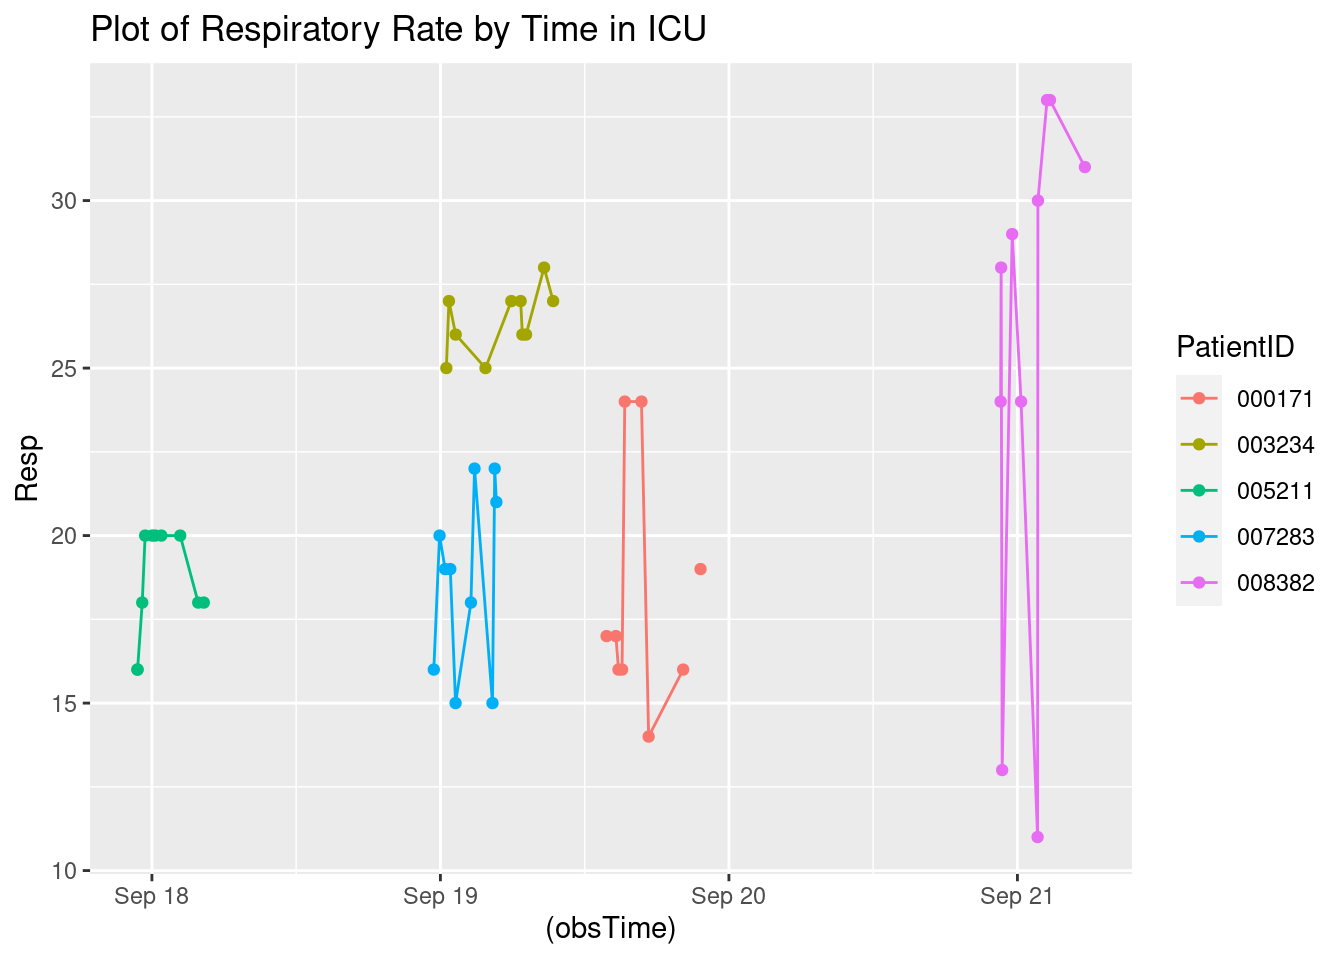 Plot of Respiratory Rate by Time in ICU
Resp
30
25
20
15
10
Sep 18
Sep 19
Sep 20
Sep 21
(obsTime)
PatientID
000171
003234
005211
007283
008382